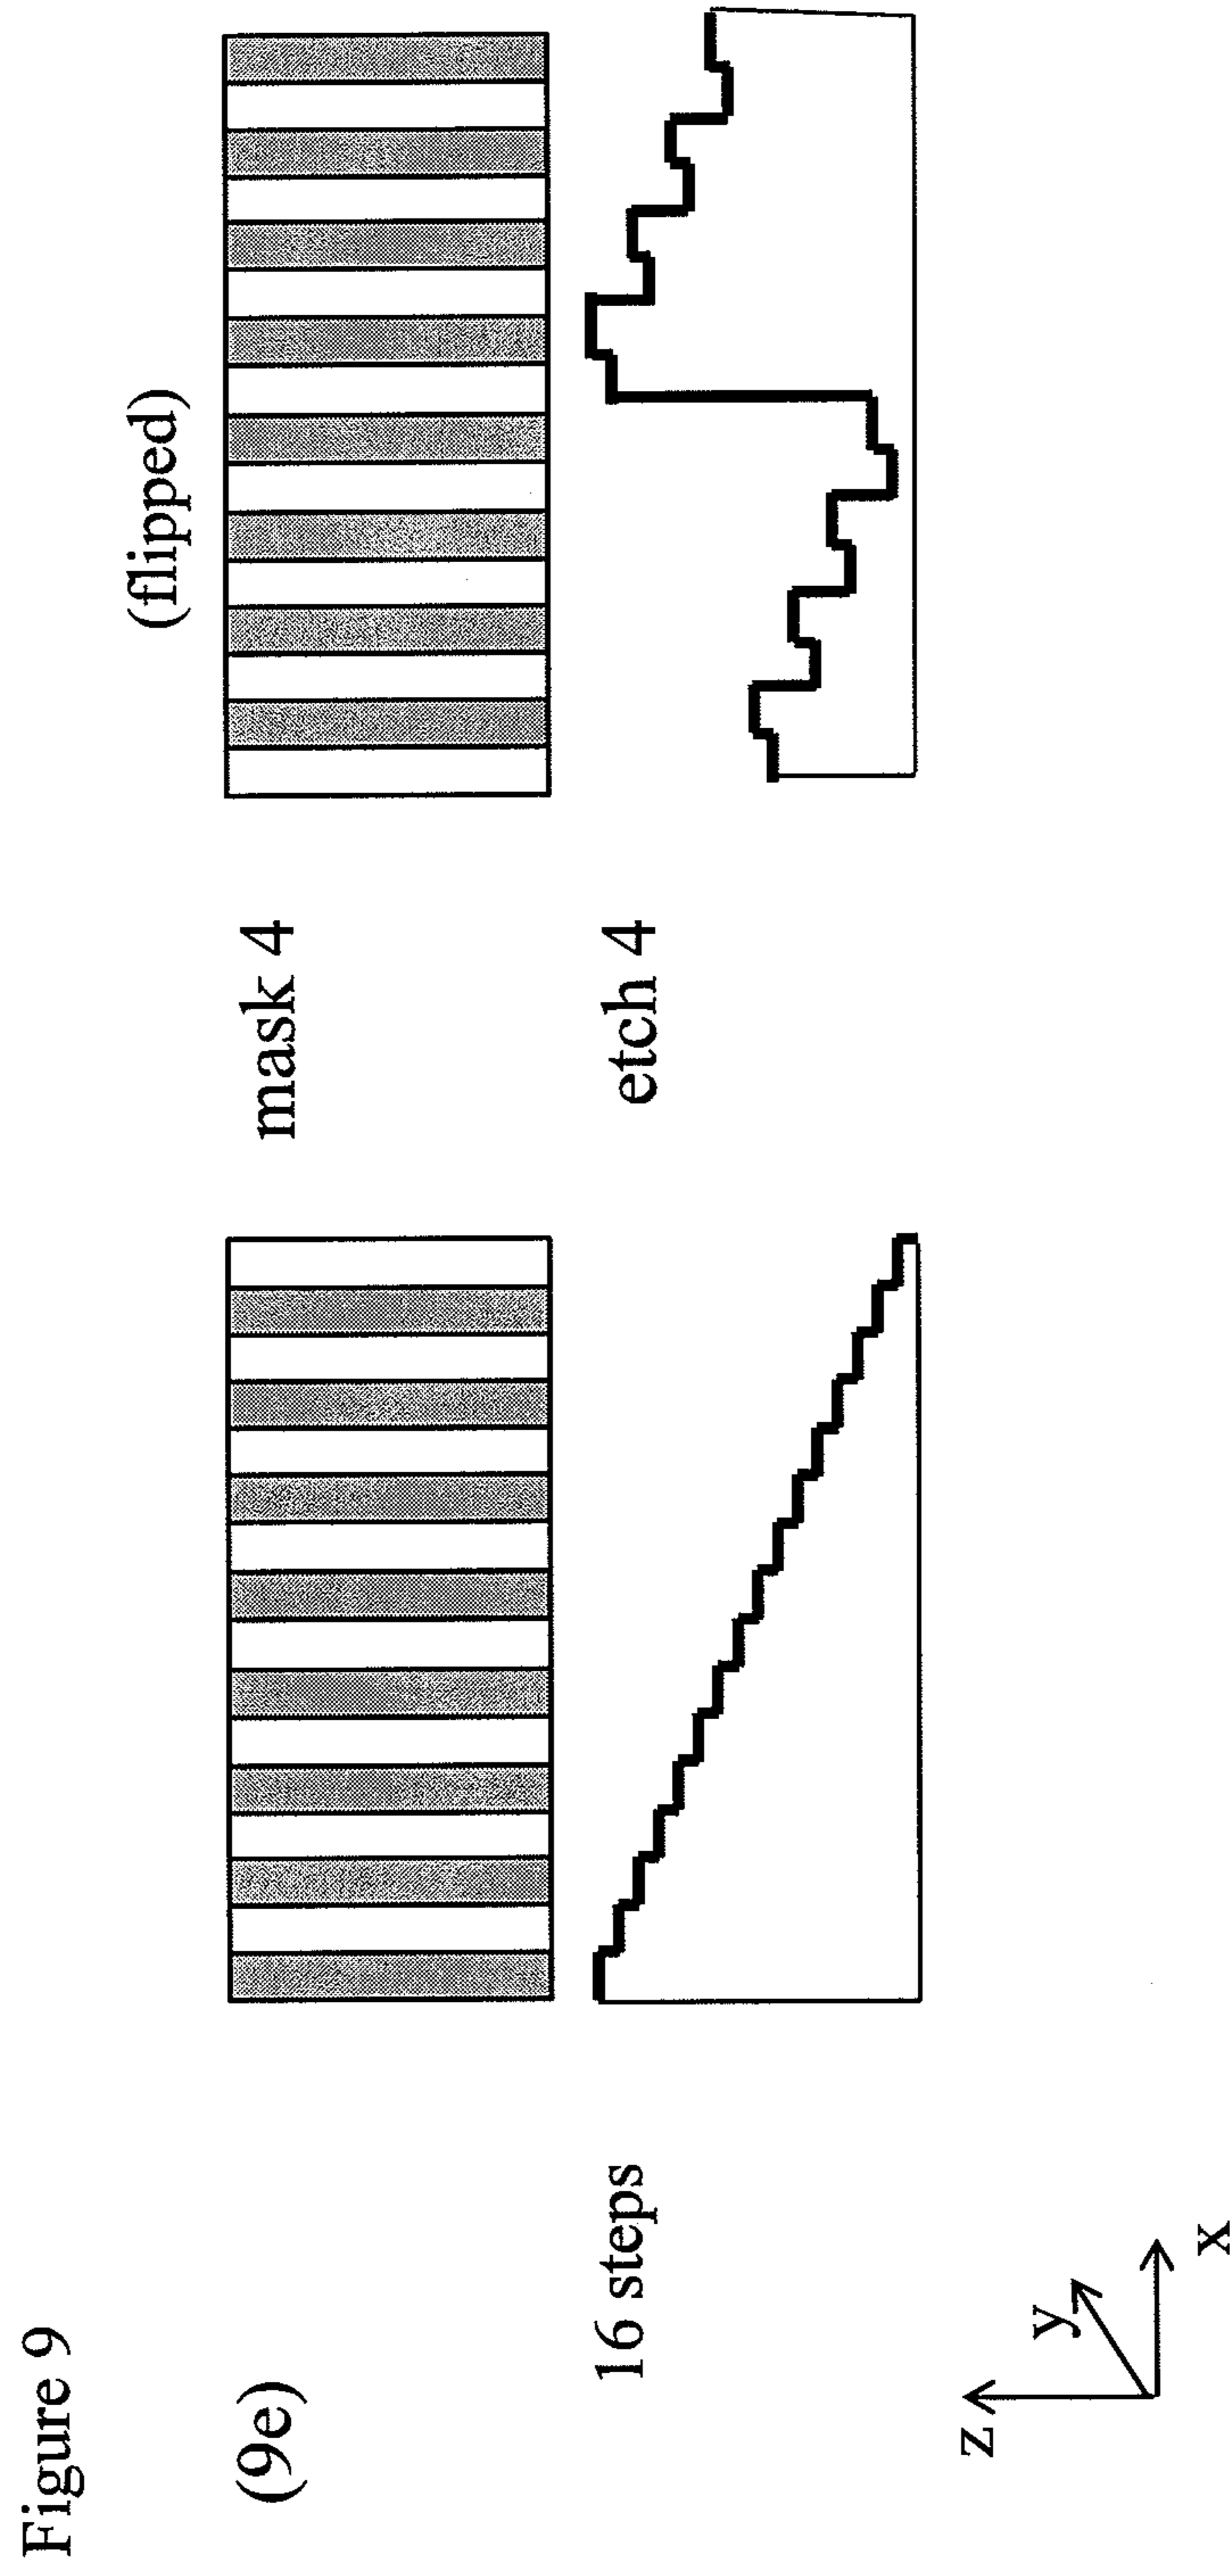 Figure 9
(9e)
mask 4
(flipped)
16 steps
etch 4
z
y
x